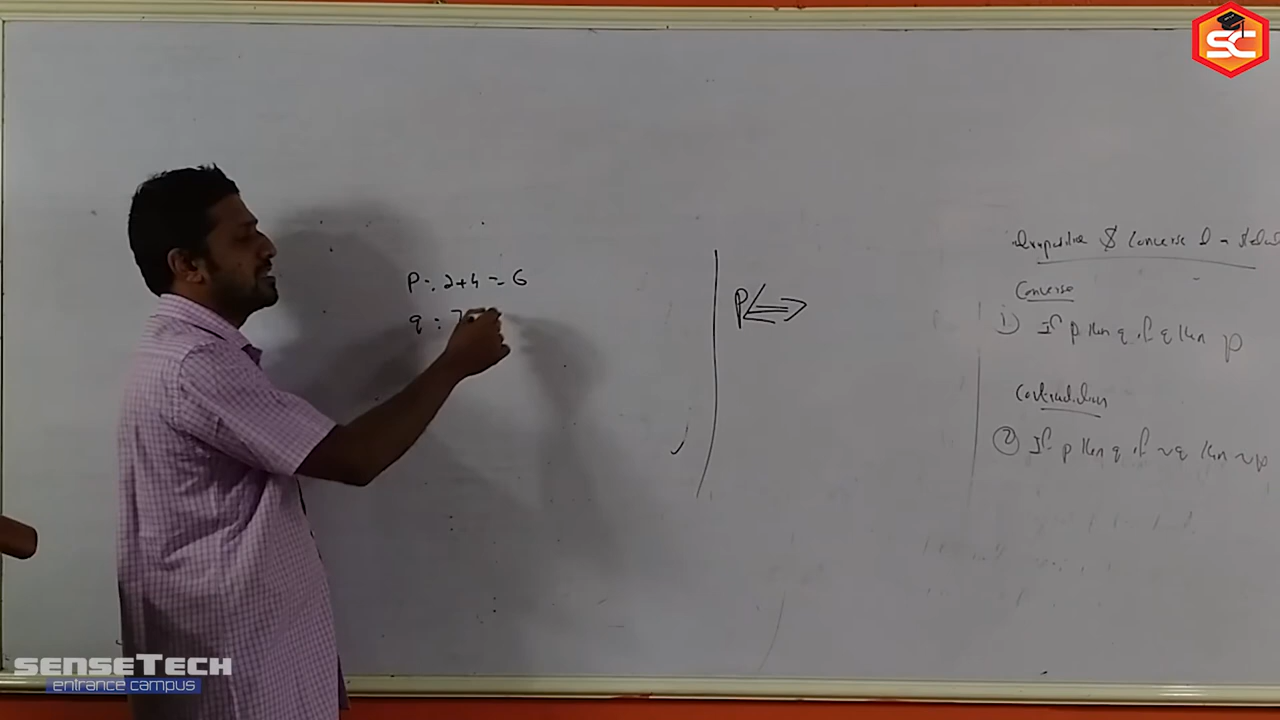 P : 2+4 = 6
q : 7
P ⇔
Converse
1) If p then q if q then p
② If p then q if ~q then ~p
SC
SENSETECH
entrance campus